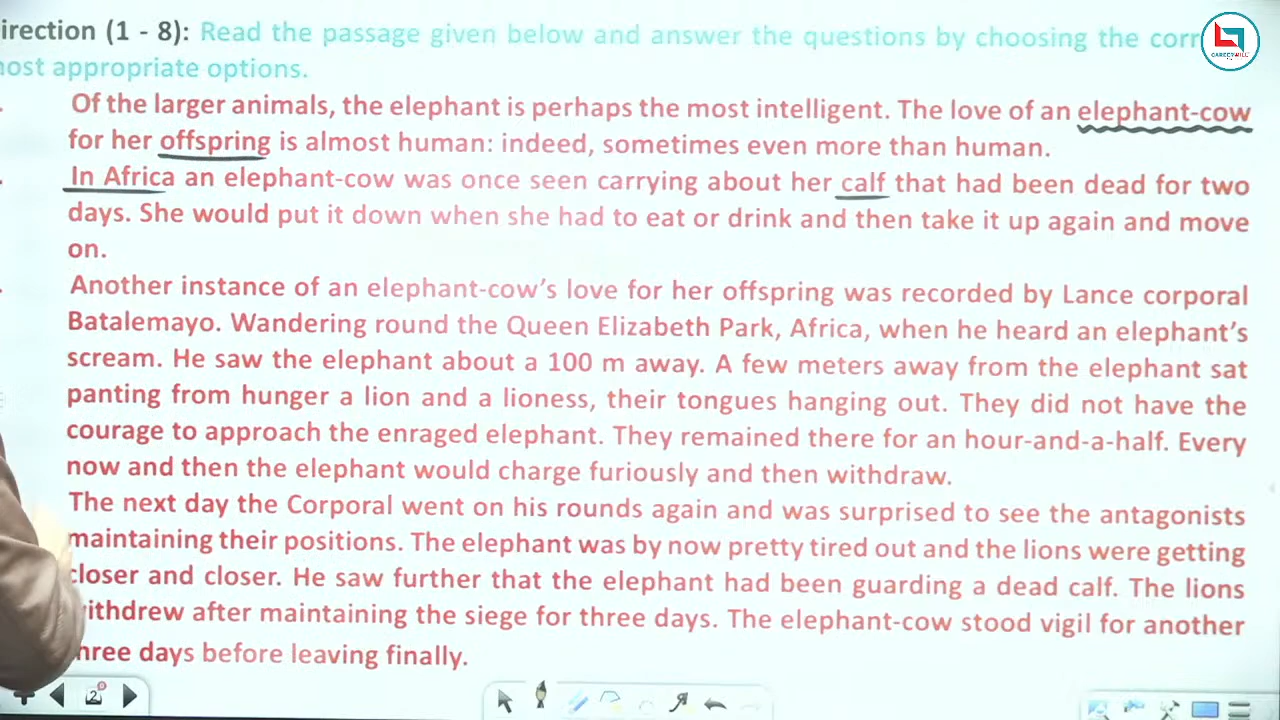 irection (1 - 8): Read the passage given below and answer the questions by choosing the corr
ost appropriate options.
Of the larger animals, the elephant is perhaps the most intelligent. The love of an elephant-cow
for her offspring is almost human: indeed, sometimes even more than human.
In Africa an elephant-cow was once seen carrying about her calf that had been dead for two
days. She would put it down when she had to eat or drink and then take it up again and move
on.
Another instance of an elephant-cow's love for her offspring was recorded by Lance corporal
Batalemayo. Wandering round the Queen Elizabeth Park, Africa, when he heard an elephant's
scream. He saw the elephant about a 100 m away. A few meters away from the elephant sat
panting from hunger a lion and a lioness, their tongues hanging out. They did not have the
courage to approach the enraged elephant. They remained there for an hour-and-a-half. Every
now and then the elephant would charge furiously and then withdraw.
The next day the Corporal went on his rounds again and was surprised to see the antagonists
maintaining their positions. The elephant was by now pretty tired out and the lions were getting
closer and closer. He saw further that the elephant had been guarding a dead calf. The lions
ithdrew after maintaining the siege for three days. The elephant-cow stood vigil for another
hree days before leaving finally.
2